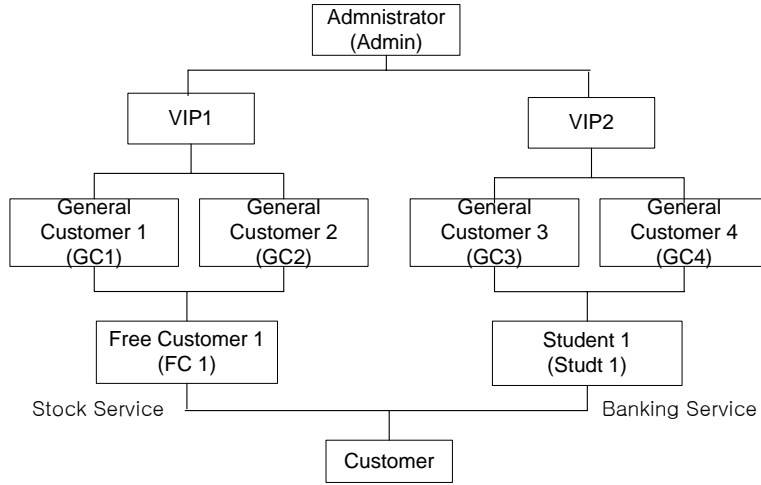 Admnistrator
(Admin)
VIP1
VIP2
General
Customer 1
(GC1)
General
Customer 2
(GC2)
General
Customer 3
(GC3)
General
Customer 4
(GC4)
Free Customer 1
(FC 1)
Student 1
(Studt 1)
Stock Service
Banking Service
Customer